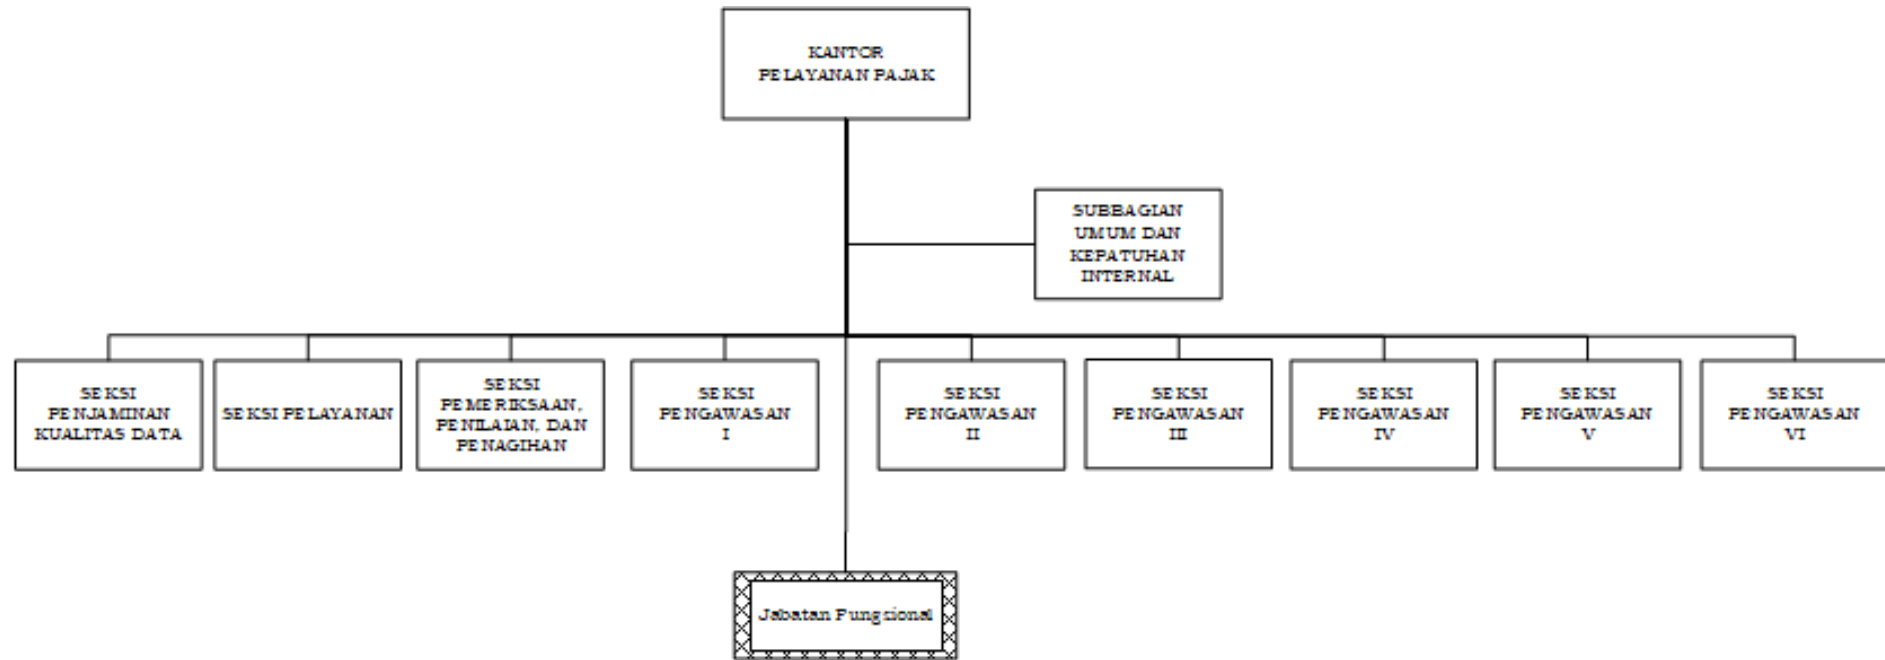 KANTOR
PELAYANAN PAJAK
SUBBAGIAN
UMUM DAN
KEPATUHAN
INTERNAL
SEKSI
PENJAMINAN
KUALITAS DATA
SEKSI PELAYANAN
SEKSI
PEMERIKSAAN,
PENILAIAN, DAN
PENAGIHAN
SEKSI
PENGAWASAN
I
SEKSI
PENGAWASAN
II
SEKSI
PENGAWASAN
III
SEKSI
PENGAWASAN
IV
SEKSI
PENGAWASAN
V
SEKSI
PENGAWASAN
VI
Jabatan Fungsional